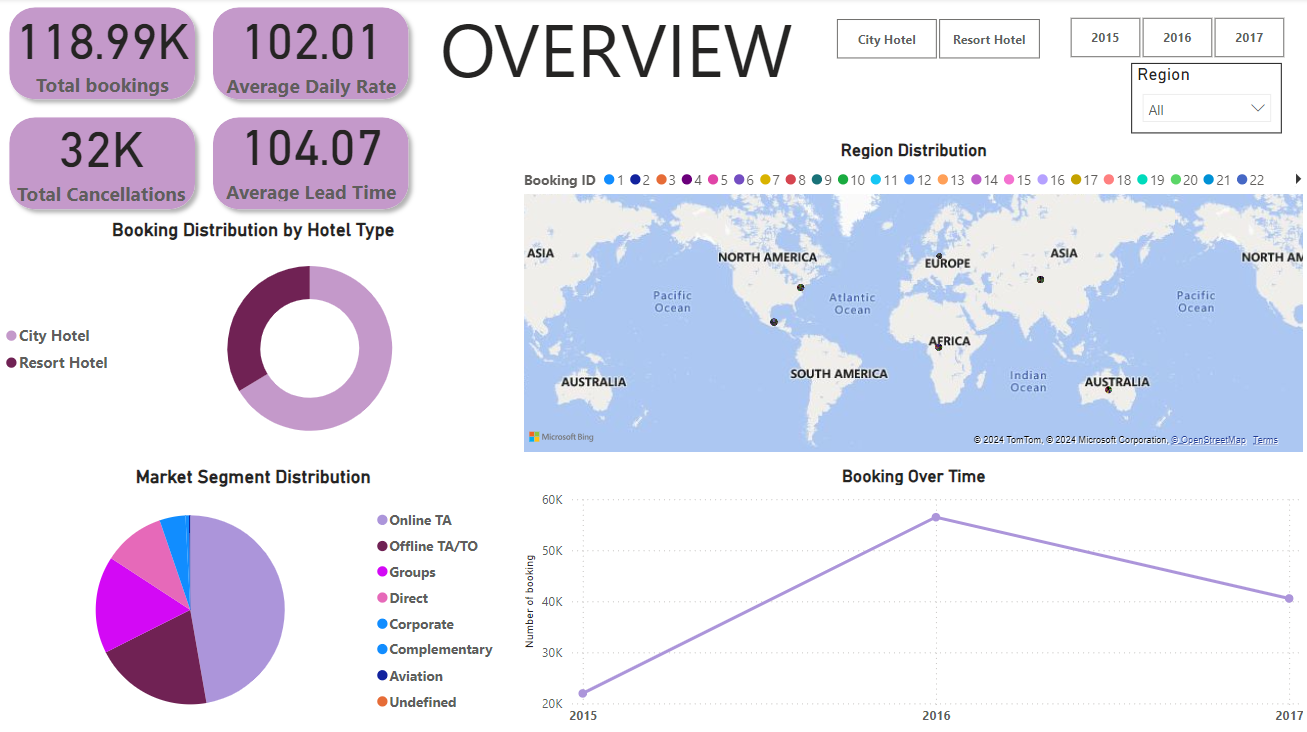 118.99K
Total bookings
102.01
Average Daily Rate
OVERVIEW
City Hotel
Resort Hotel
2015
2016
2017
Region
All
32K
Total Cancellations
104.07
Average Lead Time
Booking Distribution by Hotel Type
City Hotel
Resort Hotel
Region Distribution
Booking ID 1 2 3 4 5 6 7 8 9 10 11 12 13 14 15 16 17 18 19 20 21 22
ASIA
NORTH AMERICA
EUROPE
ASIA
NORTH AM
Pacific
Ocean
Atlantic
Ocean
Pacific
Ocean
AFRICA
SOUTH AMERICA
Indian
Ocean
AUSTRALIA
AUSTRALIA
Microsoft Bing
© 2024 TomTom, © 2024 Microsoft Corporation, © OpenStreetMap Terms
Market Segment Distribution
Online TA
Offline TA/TO
Groups
Direct
Corporate
Complementary
Aviation
Undefined
Booking Over Time
Number of booking
60K
50K
40K
30K
20K
2015
2016
2017